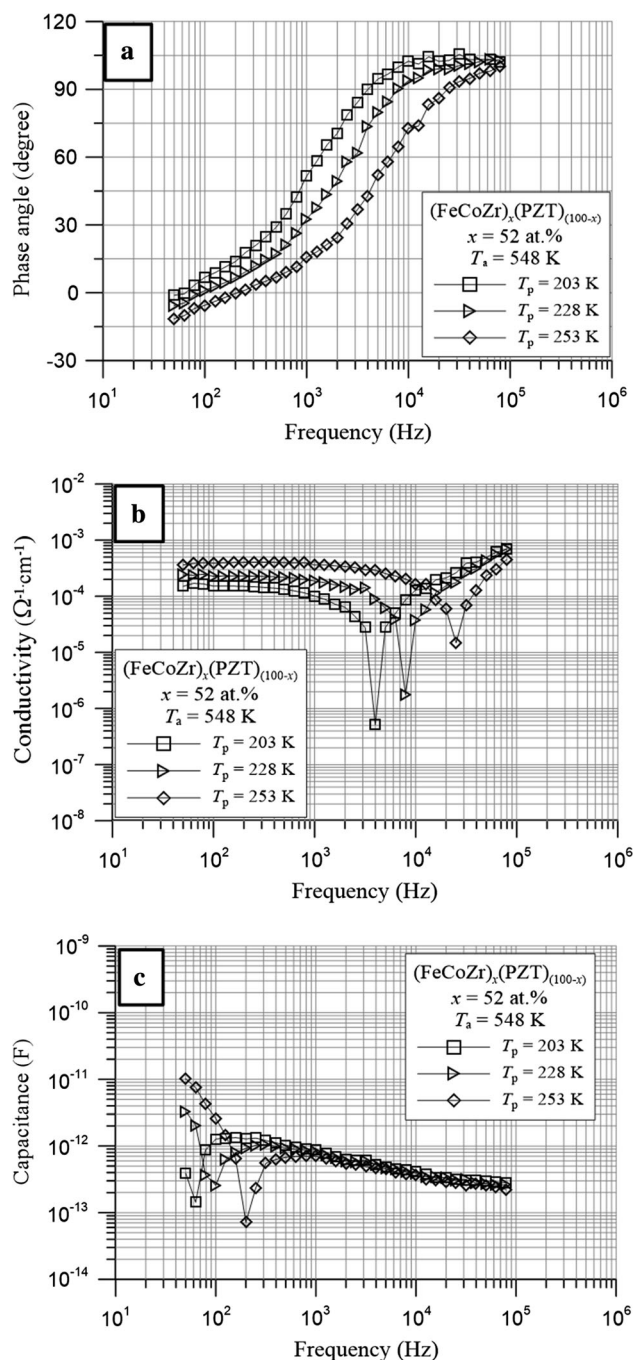 a
120
90
60
30
0
-30
Phase angle (degree)
(FeCoZr)x(PZT)(100-x)
x = 52 at.%
Ta = 548 K
Tp = 203 K
Tp = 228 K
Tp = 253 K
10¹ 10² 10³ 10⁴ 10⁵ 10⁶
Frequency (Hz)
b
10⁻²
10⁻³
10⁻⁴
10⁻⁵
10⁻⁶
10⁻⁷
10⁻⁸
Conductivity (Ω⁻¹·cm⁻¹)
(FeCoZr)x(PZT)(100-x)
x = 52 at.%
Ta = 548 K
Tp = 203 K
Tp = 228 K
Tp = 253 K
10¹ 10² 10³ 10⁴ 10⁵ 10⁶
Frequency (Hz)
c
10⁻⁹
10⁻¹⁰
10⁻¹¹
10⁻¹²
10⁻¹³
10⁻¹⁴
Capacitance (F)
(FeCoZr)x(PZT)(100-x)
x = 52 at.%
Ta = 548 K
Tp = 203 K
Tp = 228 K
Tp = 253 K
10¹ 10² 10³ 10⁴ 10⁵ 10⁶
Frequency (Hz)